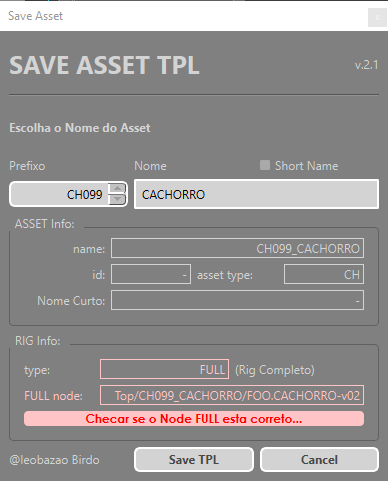 Save Asset
x
SAVE ASSET TPL
v.2.1
Escolha o Nome do Asset
Prefixo
Nome
Short Name
CH099
CACHORRO
ASSET Info:
name:
CH099_CACHORRO
id:
-
asset type:
CH
Nome Curto:
-
RIG Info:
type:
FULL
(Rig Completo)
FULL node:
Top/CH099_CACHORRO/FOO.CACHORRO-v02
Checar se o Node FULL esta correto...
@leobazao Birdo
Save TPL
Cancel